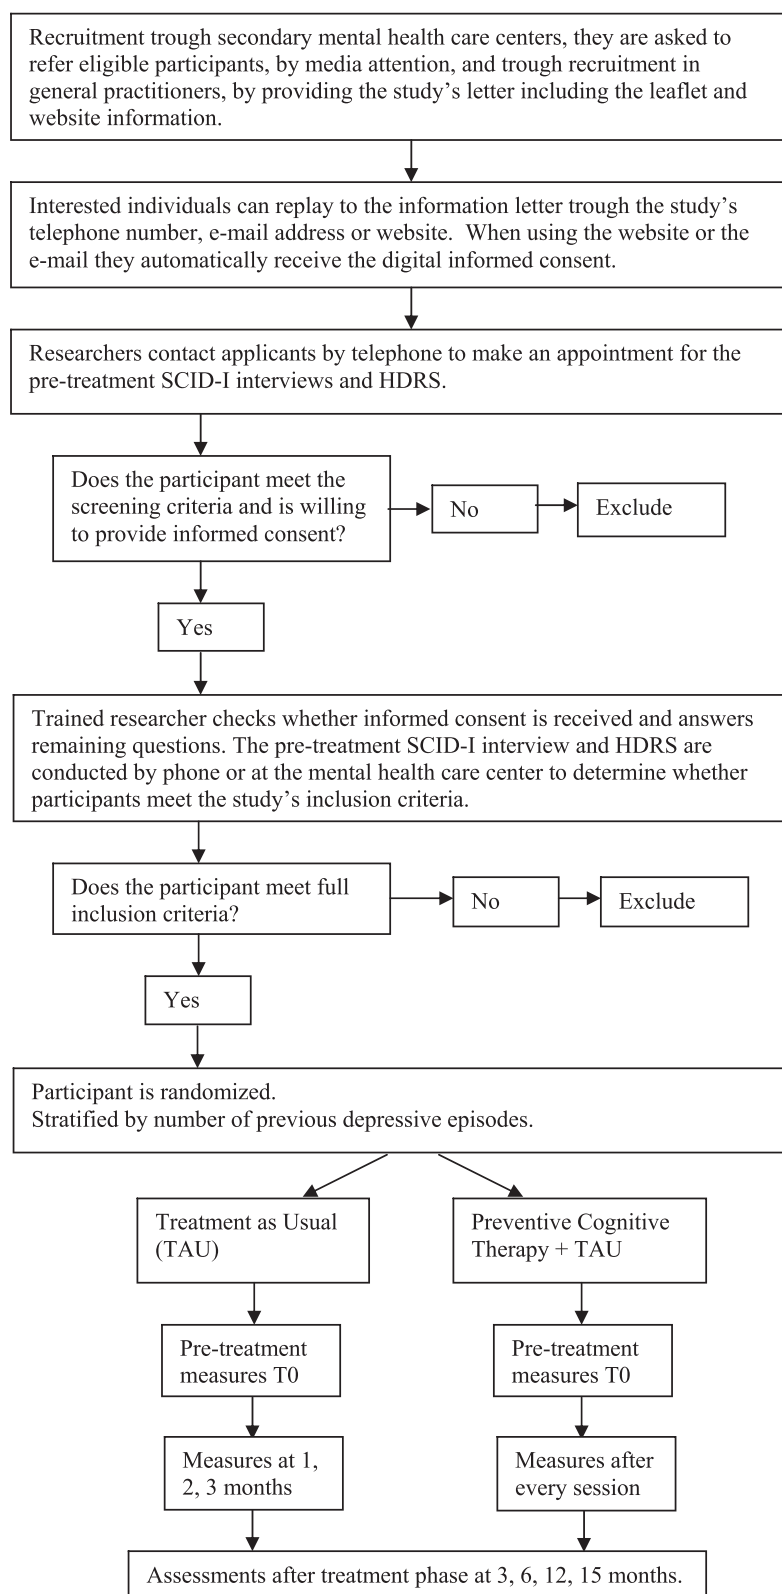 Recruitment trough secondary mental health care centers, they are asked to
refer eligible participants, by media attention, and trough recruitment in
general practitioners, by providing the study's letter including the leaflet and
website information.
Interested individuals can replay to the information letter trough the study's
telephone number, e-mail address or website. When using the website or the
e-mail they automatically receive the digital informed consent.
Researchers contact applicants by telephone to make an appointment for the
pre-treatment SCID-I interviews and HDRS.
Does the participant meet the
screening criteria and is willing
to provide informed consent?
No
Exclude
Yes
Trained researcher checks whether informed consent is received and answers
remaining questions. The pre-treatment SCID-I interview and HDRS are
conducted by phone or at the mental health care center to determine whether
participants meet the study's inclusion criteria.
Does the participant meet full
inclusion criteria?
No
Exclude
Yes
Participant is randomized.
Stratified by number of previous depressive episodes.
Treatment as Usual
(TAU)
Preventive Cognitive
Therapy + TAU
Pre-treatment
measures T0
Pre-treatment
measures T0
Measures at 1,
2, 3 months
Measures after
every session
Assessments after treatment phase at 3, 6, 12, 15 months.